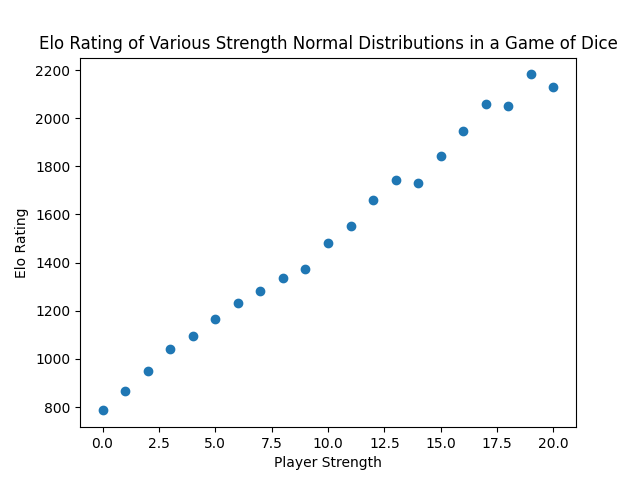 Elo Rating of Various Strength Normal Distributions in a Game of Dice
2200
2000
1800
1600
1400
1200
1000
800
Elo Rating
0.0 2.5 5.0 7.5 10.0 12.5 15.0 17.5 20.0
Player Strength